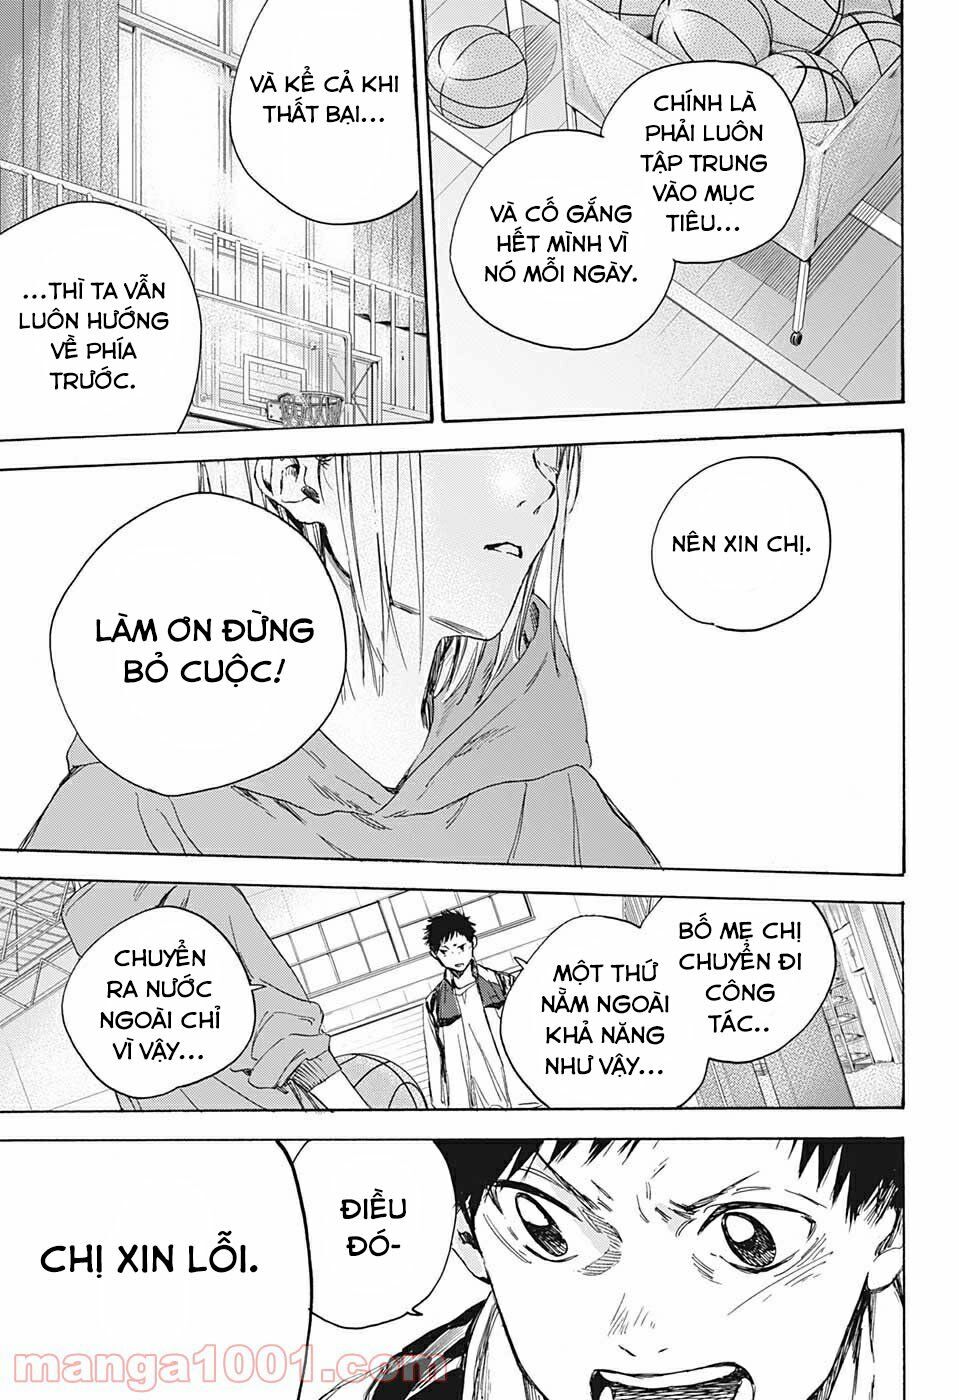 CHÍNH LÀ
PHẢI LUÔN
TẬP TRUNG
VÀO MỤC
TIÊU...
VÀ CỐ GẮNG
HẾT MÌNH VÌ
NÓ MỖI NGÀY.
VÀ KỂ CẢ KHI
THẤT BẠI...
...THÌ TA VẪN
LUÔN HƯỚNG
VỀ PHÍA
TRƯỚC.
NÊN XIN CHỊ.
LÀM ƠN ĐỪNG
BỎ CUỘC!
BỐ MẸ CHỊ
CHUYỂN ĐI
CÔNG
TÁC..
MỘT THỨ
NẰM NGOÀI
KHẢ NĂNG
NHƯ VẬY...
CHUYỂN
RA NƯỚC
NGOÀI CHỈ
VÌ VẬY...
ĐIỀU
ĐÓ-
CHỊ XIN LỖI.
manga1001.com